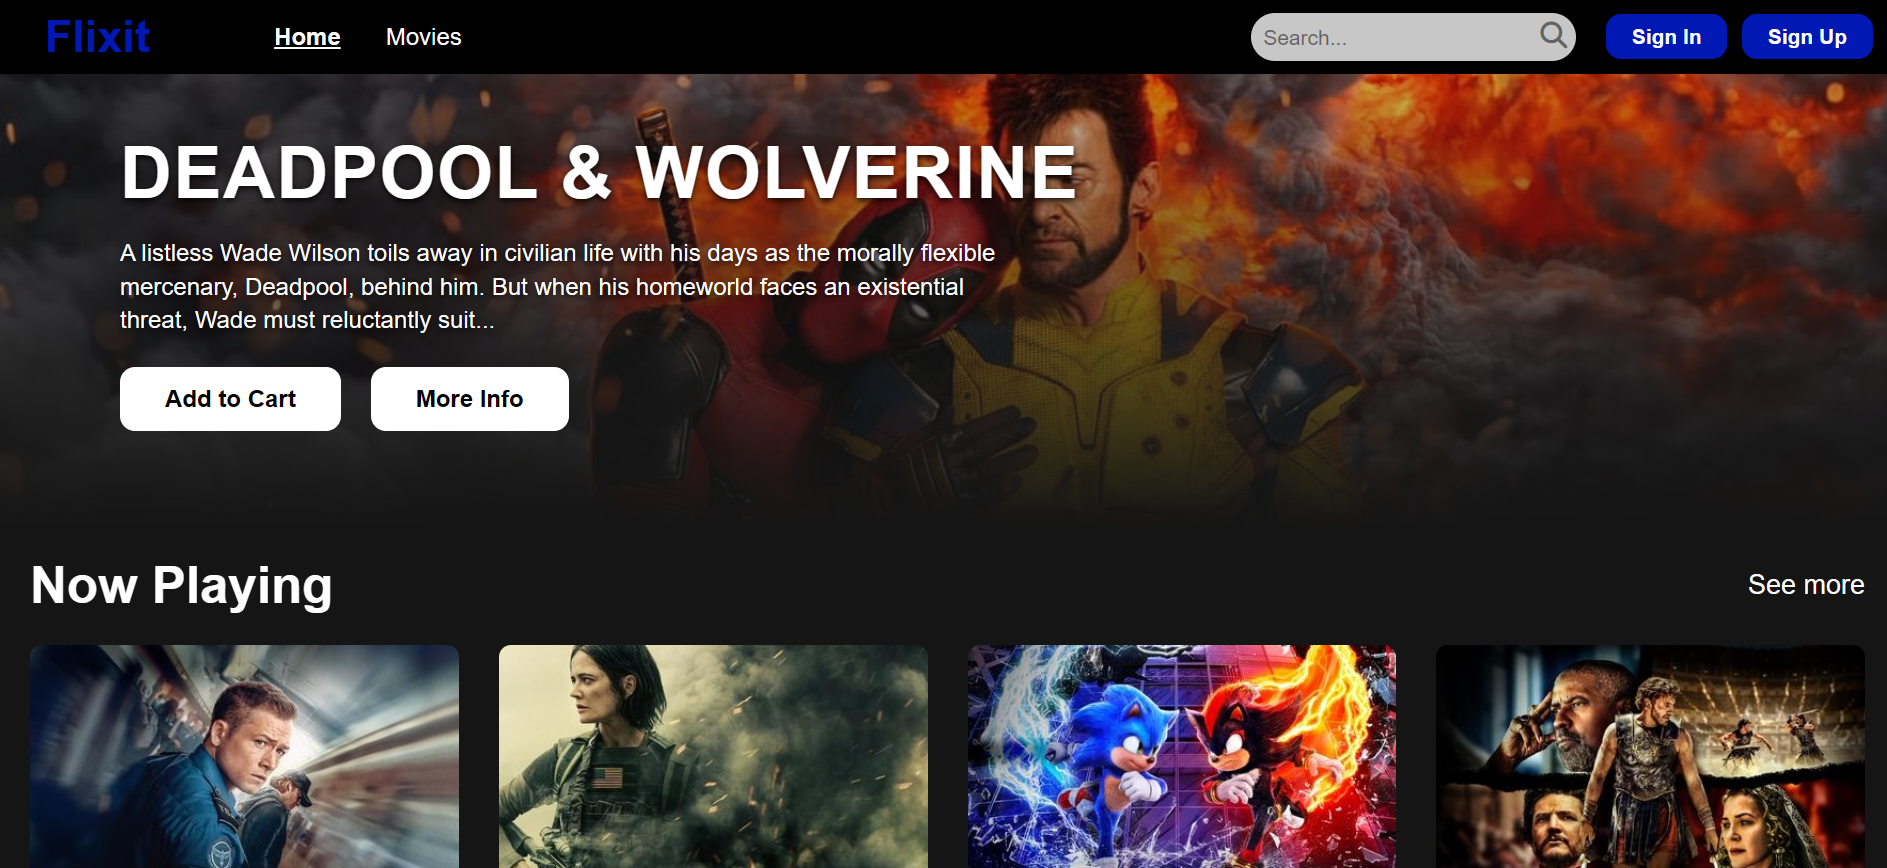 Flixit
Home
Movies
Search...
Sign In
Sign Up
DEADPOOL & WOLVERINE
A listless Wade Wilson toils away in civilian life with his days as the morally flexible
mercenary, Deadpool, behind him. But when his homeworld faces an existential
threat, Wade must reluctantly suit...
Add to Cart
More Info
Now Playing
See more